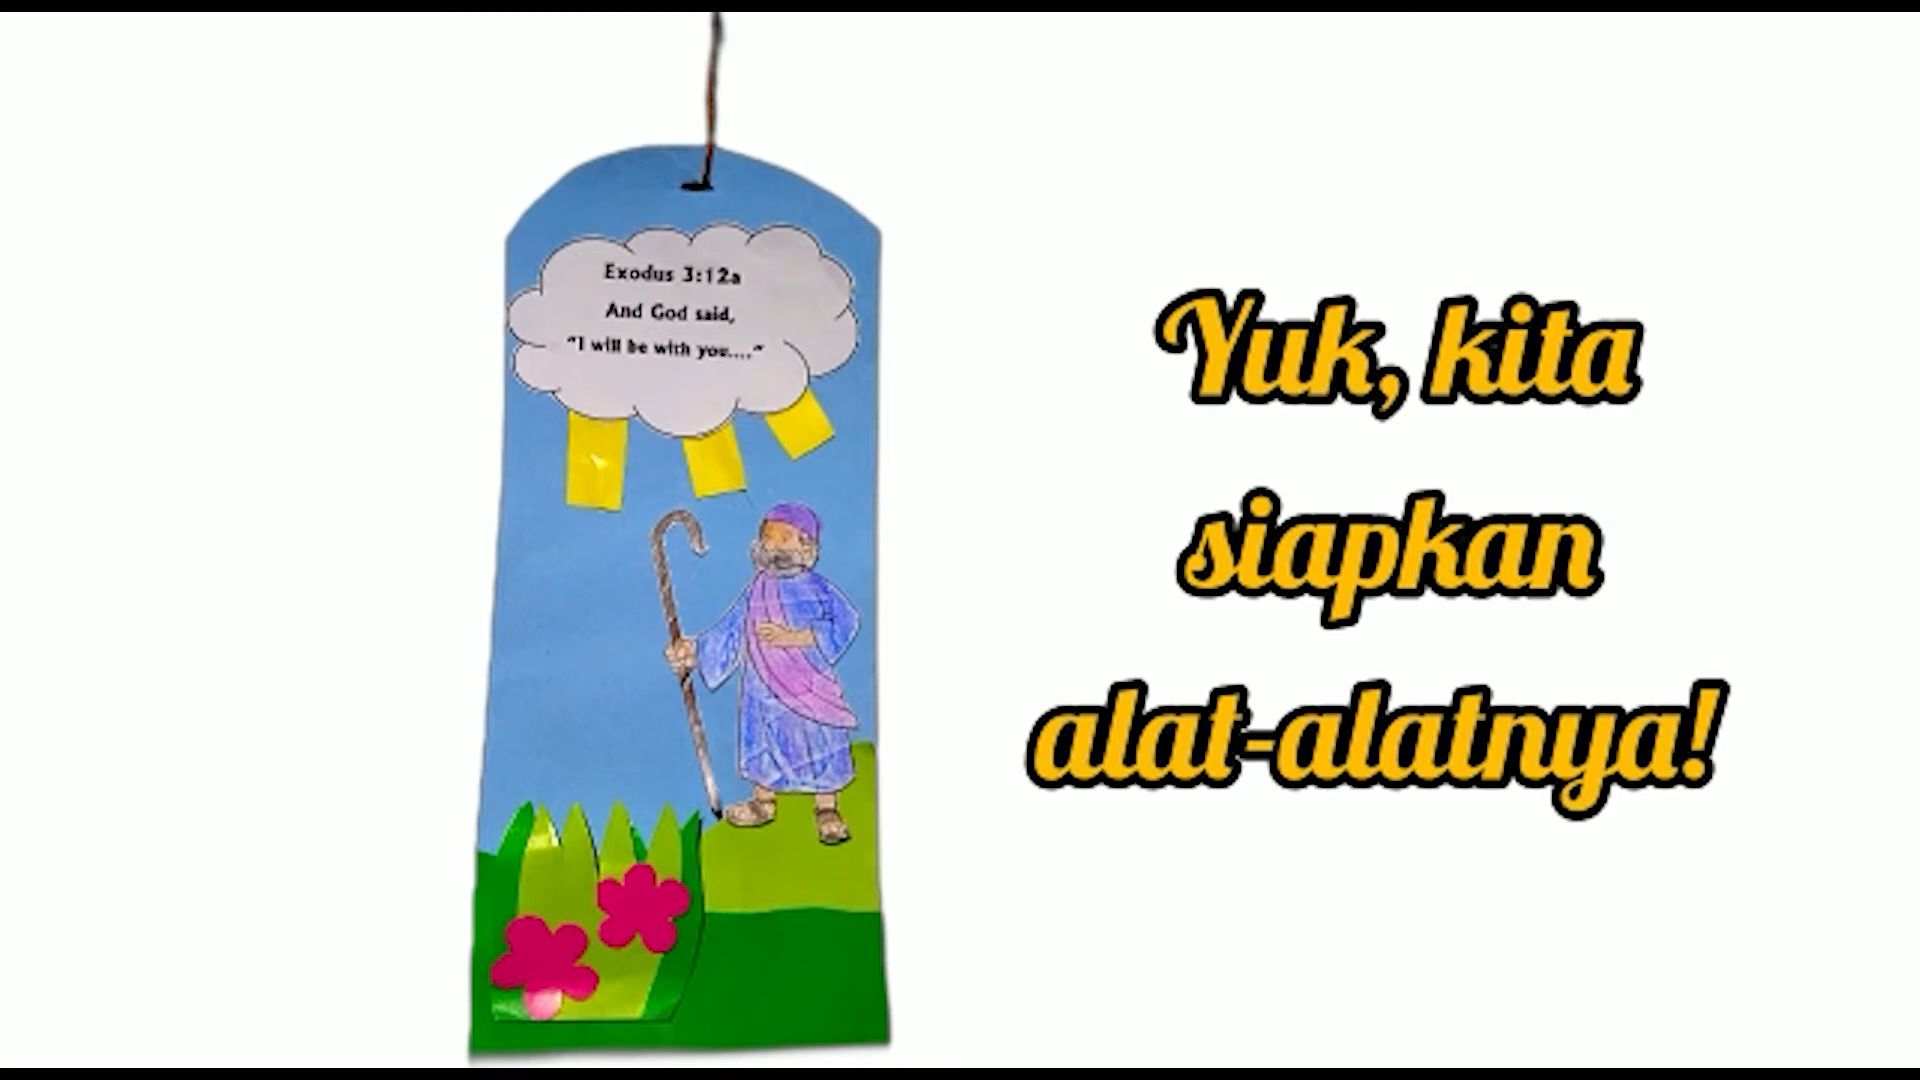 Exodus 3:12a
And God said,
"I will be with you...."
Yuk, kita
siapkan
alat-alatnya!